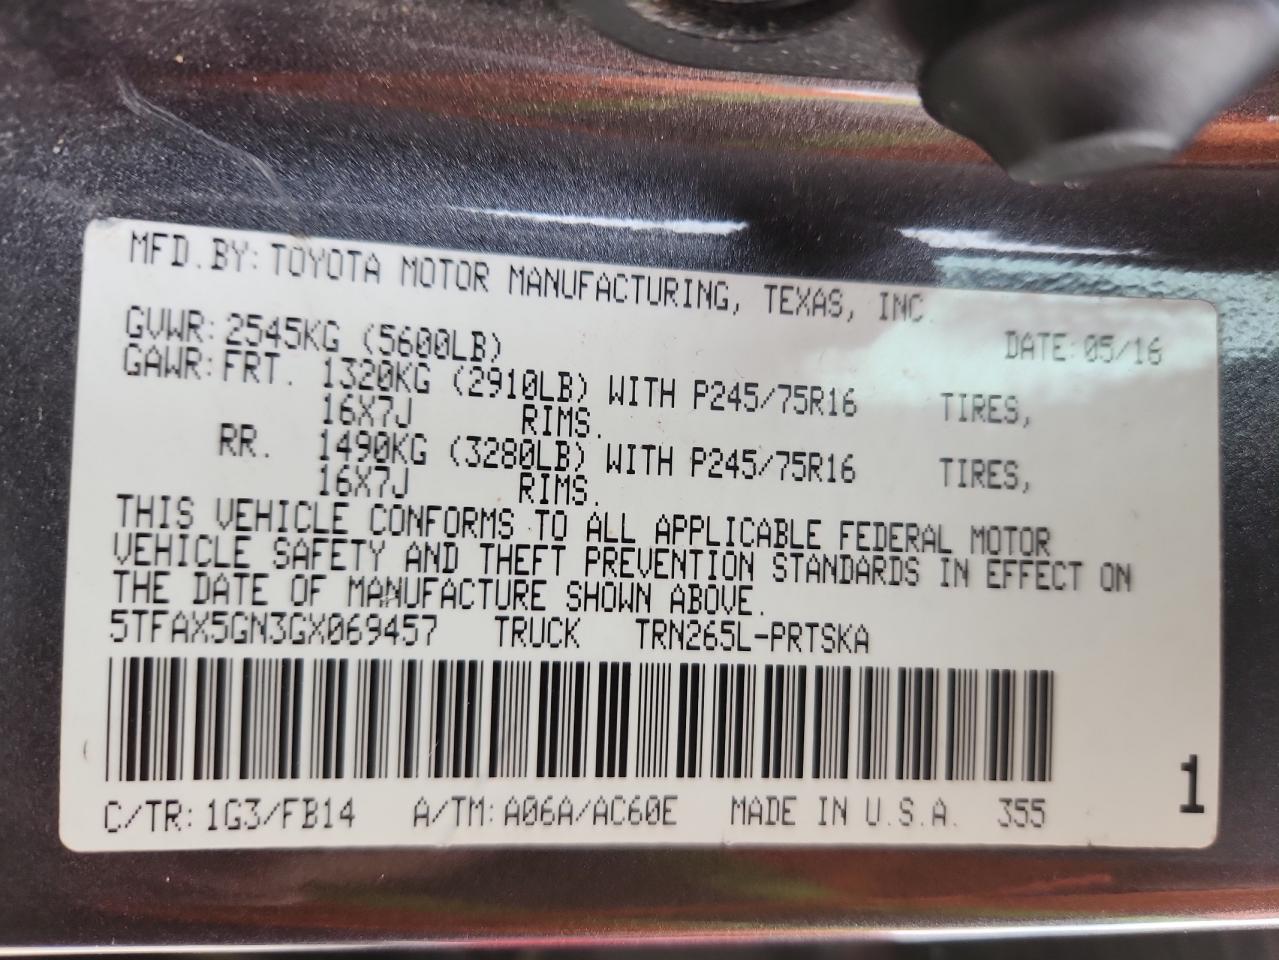 MFD.BY: TOYOTA MOTOR MANUFACTURING, TEXAS, INC.
GVWR: 2545KG (5600LB) DATE: 05/16
GAWR: FRT. 1320KG (2910LB) WITH P245/75R16 TIRES,
16X7J RIMS.
RR. 1490KG (3280LB) WITH P245/75R16 TIRES,
16X7J RIMS.
THIS VEHICLE CONFORMS TO ALL APPLICABLE FEDERAL MOTOR
VEHICLE SAFETY AND THEFT PREVENTION STANDARDS IN EFFECT ON
THE DATE OF MANUFACTURE SHOWN ABOVE.
5TFAX5GN3GX069457 TRUCK TRN265L-PRTSKA
C/TR: 1G3/FB14 A/TM: A06A/AC60E MADE IN U.S.A. 355
1